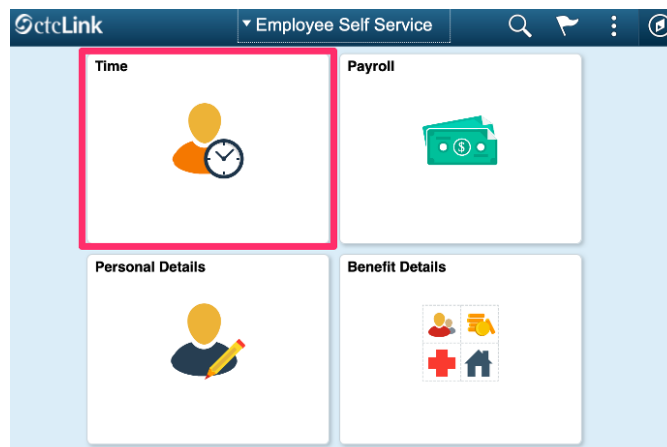 ctcLink
Employee Self Service
Time
Payroll
$
Personal Details
Benefit Details